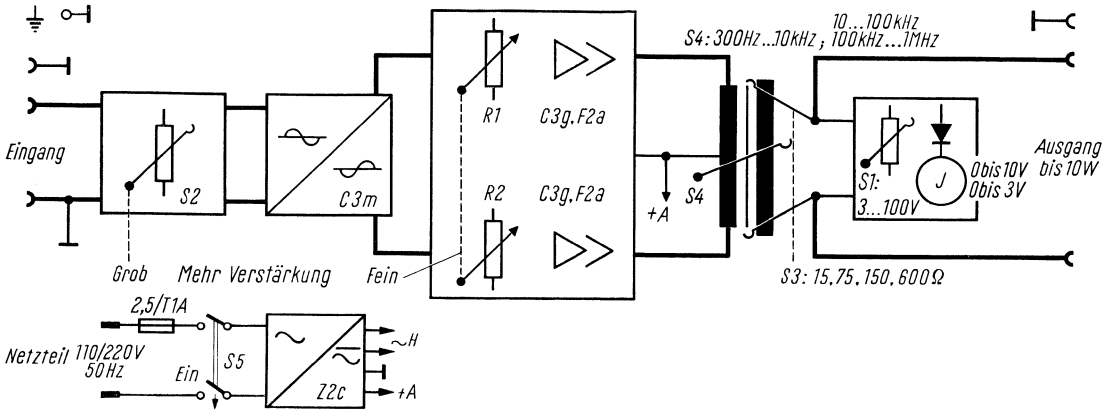 10...100kHz
S4: 300Hz...10kHz ; 100kHz...1MHz
Eingang
S2
C3m
R1
C3g, F2a
R2
C3g, F2a
+A
S4
S1:
3...100V
J
0 bis 10V
0 bis 3V
Ausgang
bis 10W
Grob
Mehr Verstärkung
Fein
S3: 15, 75, 150, 600Ω
2,5/T1A
Netzteil 110/220V
50Hz
Ein
S5
Z2c
~H
+A